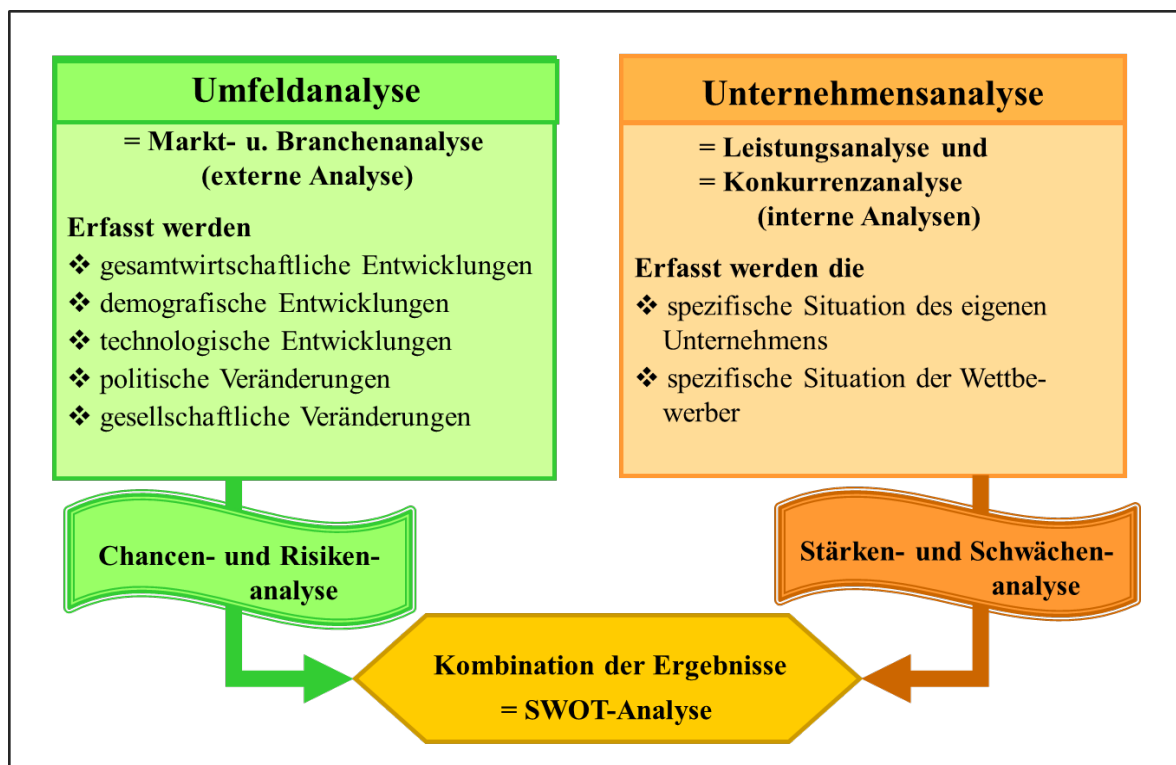 Umfeldanalyse
= Markt- u. Branchenanalyse
(externe Analyse)
Erfasst werden
❖ gesamtwirtschaftliche Entwicklungen
❖ demografische Entwicklungen
❖ technologische Entwicklungen
❖ politische Veränderungen
❖ gesellschaftliche Veränderungen
Chancen- und Risiken-
analyse
Unternehmensanalyse
= Leistungsanalyse und
= Konkurrenzanalyse
(interne Analysen)
Erfasst werden die
❖ spezifische Situation des eigenen
Unternehmens
❖ spezifische Situation der Wettbe-
werber
Stärken- und Schwächen-
analyse
Kombination der Ergebnisse
= SWOT-Analyse